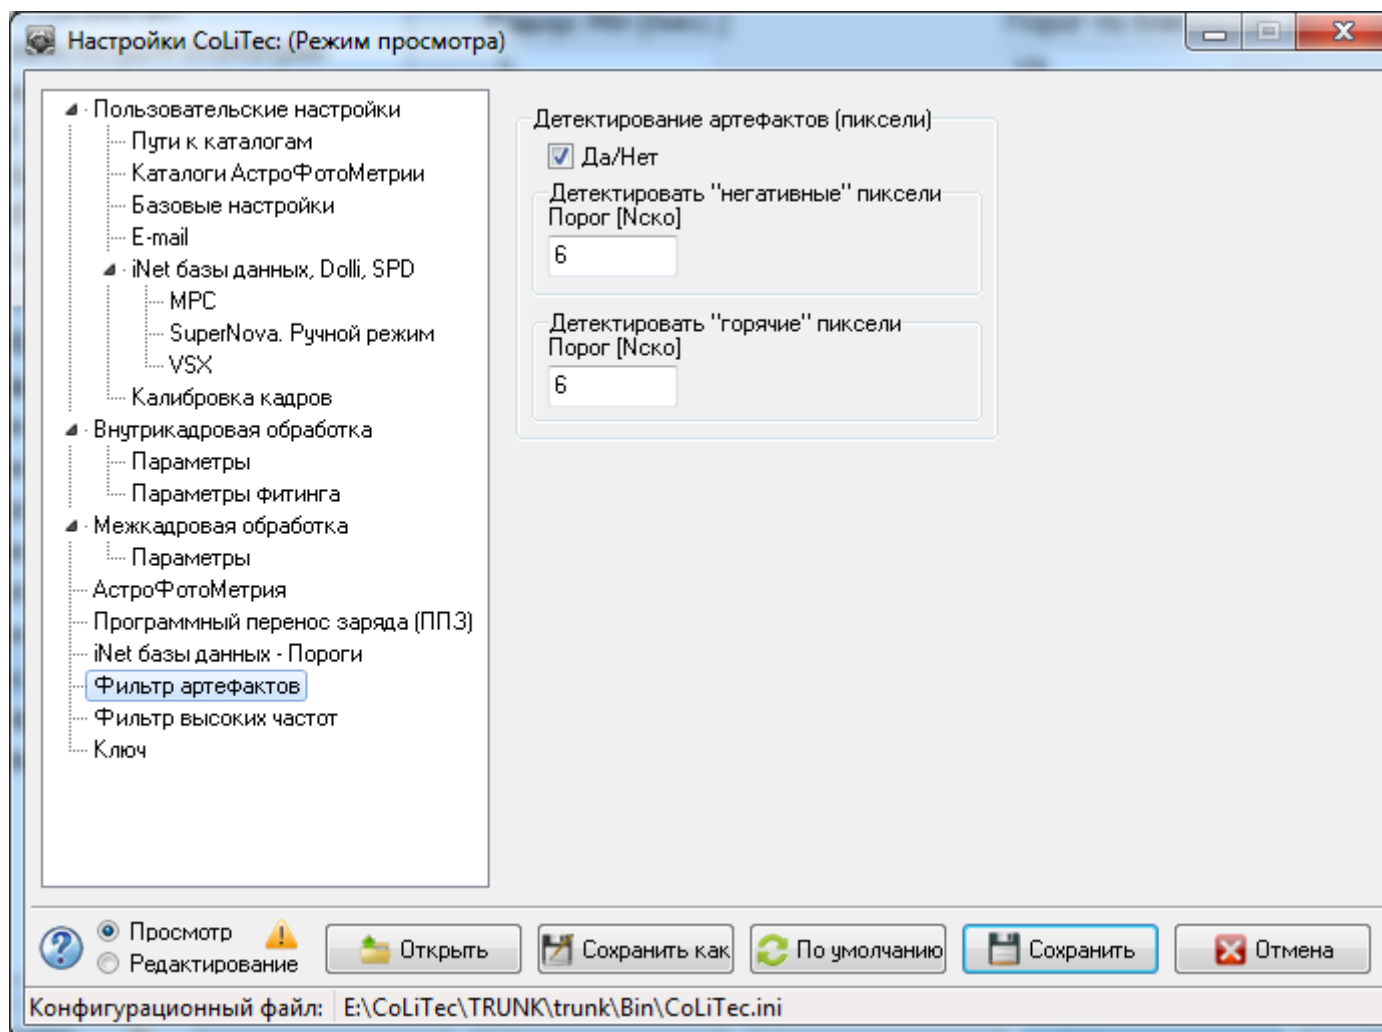 Настройки CoLiTec: (Режим просмотра)
Пользовательские настройки
Пути к каталогам
Каталоги АстроФотоМетрии
Базовые настройки
E-mail
iNet базы данных, Dolli, SPD
MPC
SuperNova. Ручной режим
VSX
Калибровка кадров
Внутрикадровая обработка
Параметры
Параметры фитинга
Межкадровая обработка
Параметры
АстроФотоМетрия
Программный перенос заряда (ППЗ)
iNet базы данных - Пороги
Фильтр артефактов
Фильтр высоких частот
Ключ
Детектирование артефактов (пиксели)
Да/Нет
Детектировать "негативные" пиксели
Порог [Nско]
6
Детектировать "горячие" пиксели
Порог [Nско]
6
Просмотр
Редактирование
Открыть
Сохранить как
По умолчанию
Сохранить
Отмена
Конфигурационный файл: E:\CoLiTec\TRUNK\trunk\Bin\CoLiTec.ini